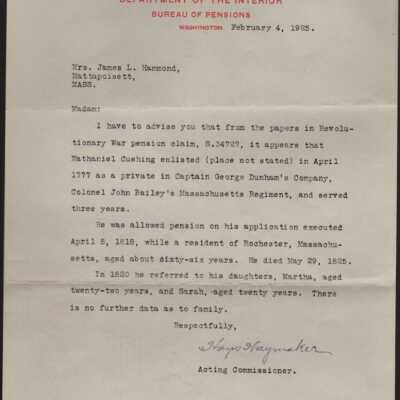 DEPARTMENT OF THE INTERIOR
BUREAU OF PENSIONS
WASHINGTON February 4, 1925.
Mrs. James L. Hammond,
Mattapoisett,
MASS.
Madam:
I have to advise you that from the papers in Revolu-
tionary War pension claim, S.34727, it appears that
Nathaniel Cushing enlisted (place not stated) in April
1777 as a private in Captain George Dunham's Company,
Colonel John Bailey's Massachusetts Regiment, and served
three years.
He was allowed pension on his application executed
April 8, 1818, while a resident of Rochester, Massachu-
setts, aged about sixty-six years. He died May 29, 1825.
In 1820 he referred to his daughters, Martha, aged
twenty-two years, and Sarah, aged twenty years. There
is no further data as to family.
Respectfully,
Hays Haymaker
Acting Commissioner.